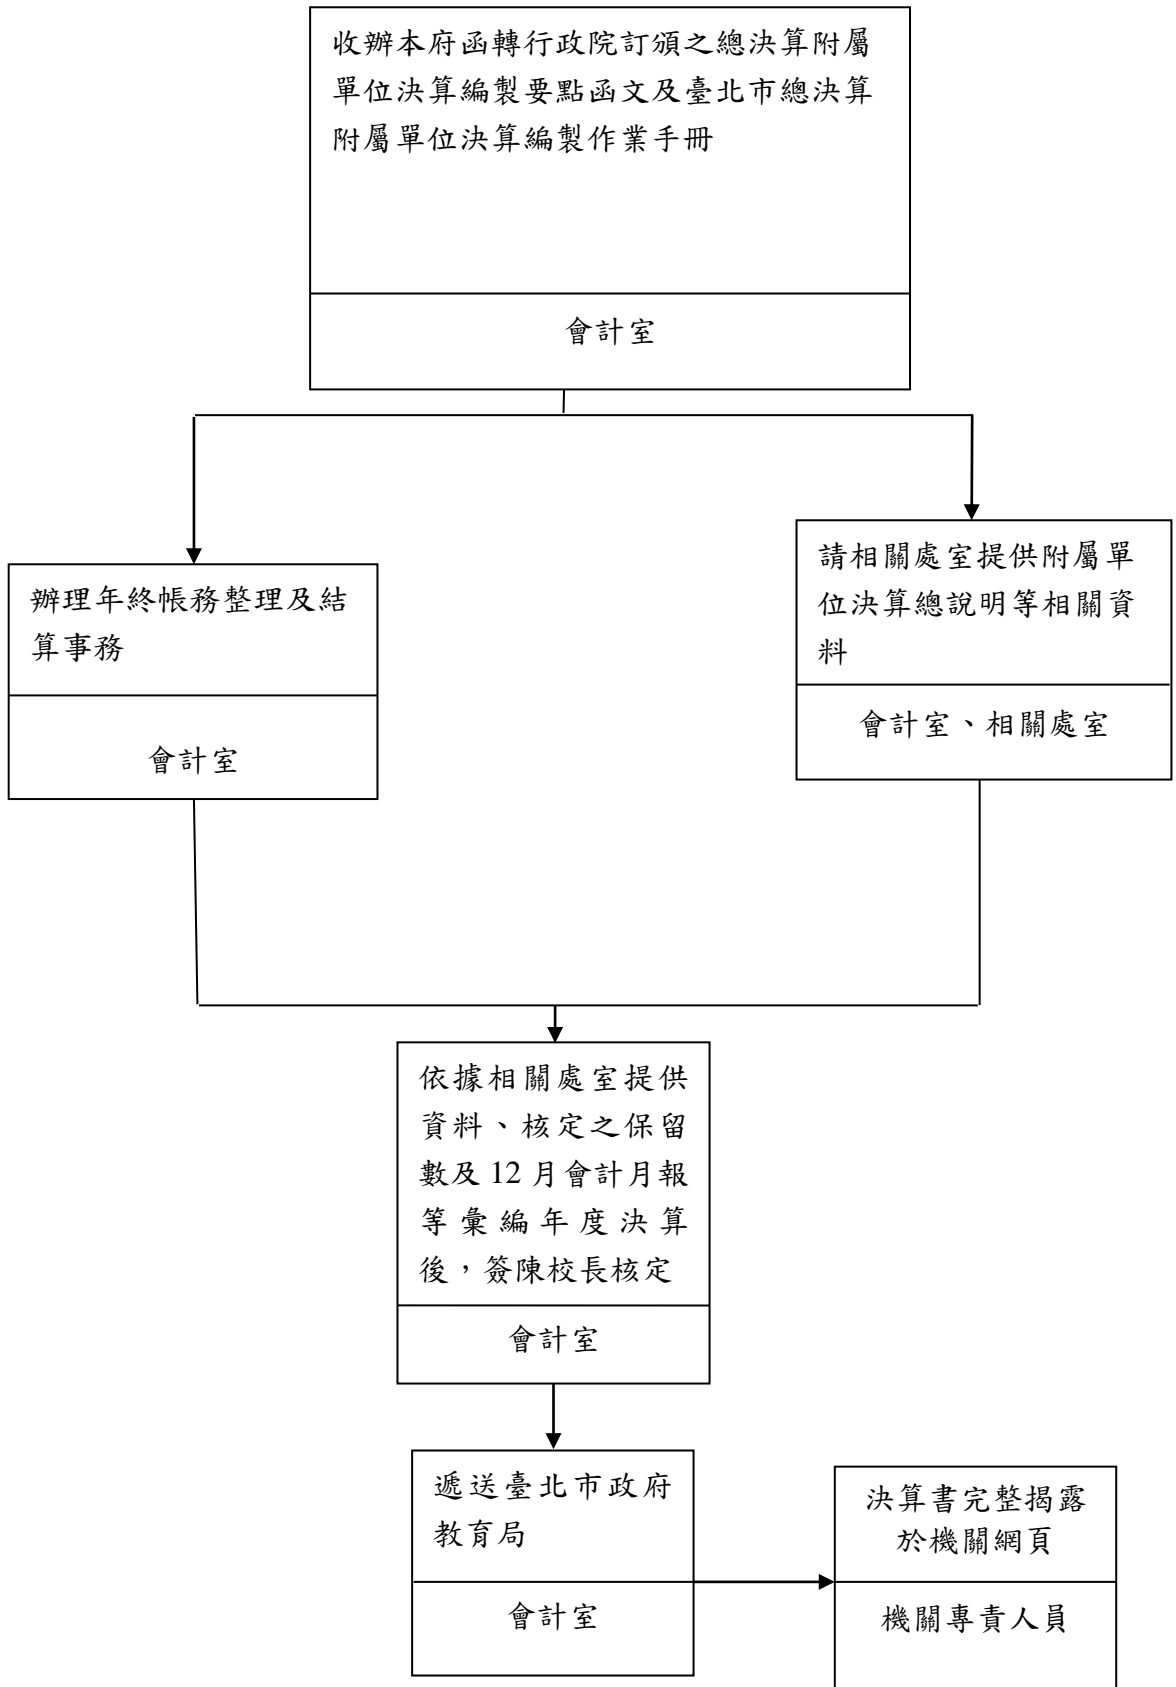 收辦本府函轉行政院訂頒之總決算附屬
單位決算編製要點函文及臺北市總決算
附屬單位決算編製作業手冊
會計室
辦理年終帳務整理及結
算事務
會計室
請相關處室提供附屬單
位決算總說明等相關資
料
會計室、相關處室
依據相關處室提供
資料、核定之保留
數及 12 月會計月報
等彙編年度決算
後，簽陳校長核定
會計室
遞送臺北市政府
教育局
會計室
決算書完整揭露
於機關網頁
機關專責人員